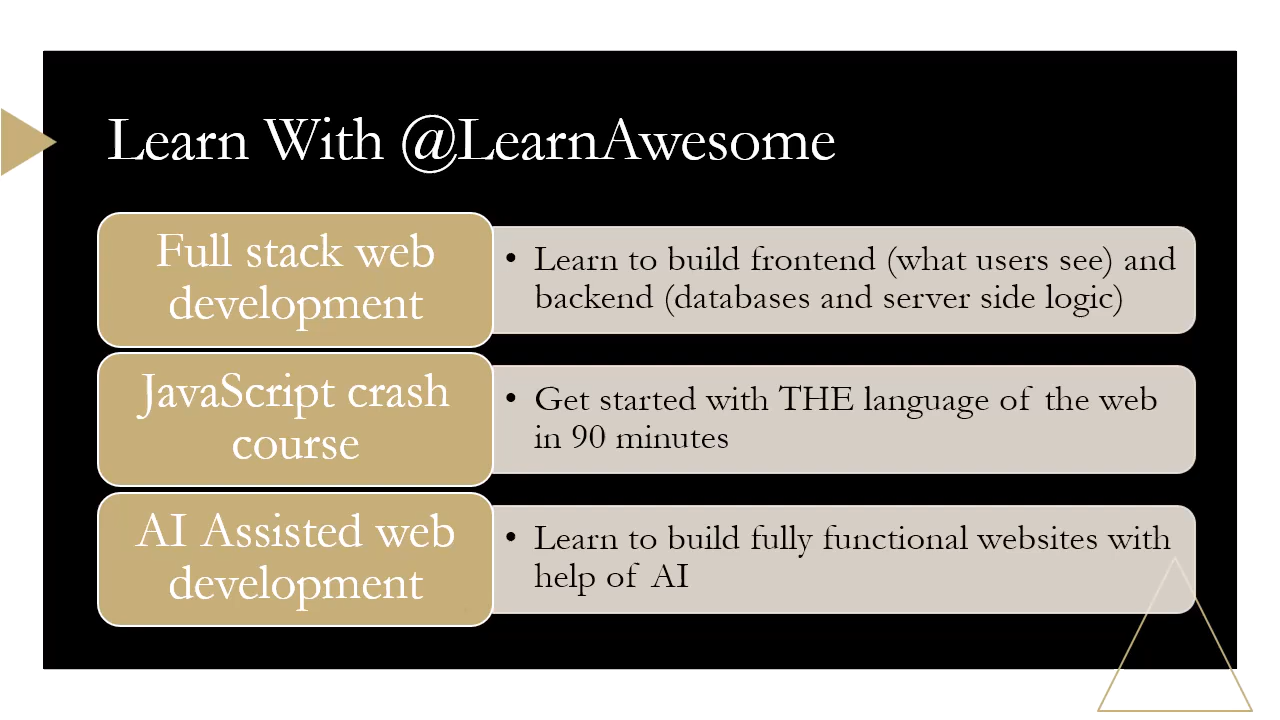 Learn With @LearnAwesome
Full stack web
development
• Learn to build frontend (what users see) and
backend (databases and server side logic)
JavaScript crash
course
• Get started with THE language of the web
in 90 minutes
AI Assisted web
development
• Learn to build fully functional websites with
help of AI